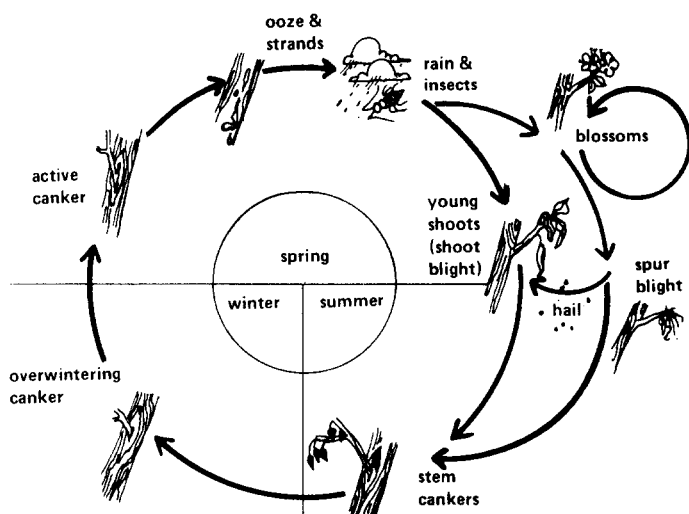 ooze &
strands
rain &
insects
blossoms
active
canker
young
shoots
(shoot
blight)
spring
winter
summer
spur
blight
hail
overwintering
canker
stem
cankers